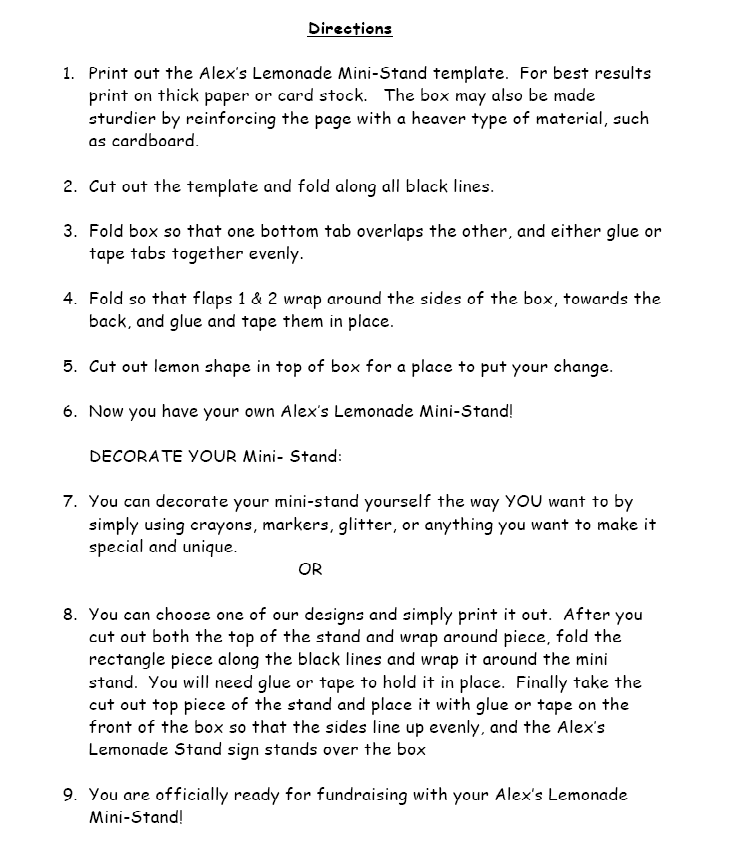 Directions
1. Print out the Alex's Lemonade Mini-Stand template. For best results
print on thick paper or card stock. The box may also be made
sturdier by reinforcing the page with a heaver type of material, such
as cardboard.
2. Cut out the template and fold along all black lines.
3. Fold box so that one bottom tab overlaps the other, and either glue or
tape tabs together evenly.
4. Fold so that flaps 1 & 2 wrap around the sides of the box, towards the
back, and glue and tape them in place.
5. Cut out lemon shape in top of box for a place to put your change.
6. Now you have your own Alex's Lemonade Mini-Stand!
DECORATE YOUR Mini- Stand:
7. You can decorate your mini-stand yourself the way YOU want to by
simply using crayons, markers, glitter, or anything you want to make it
special and unique.
OR
8. You can choose one of our designs and simply print it out. After you
cut out both the top of the stand and wrap around piece, fold the
rectangle piece along the black lines and wrap it around the mini
stand. You will need glue or tape to hold it in place. Finally take the
cut out top piece of the stand and place it with glue or tape on the
front of the box so that the sides line up evenly, and the Alex's
Lemonade Stand sign stands over the box
9. You are officially ready for fundraising with your Alex's Lemonade
Mini-Stand!